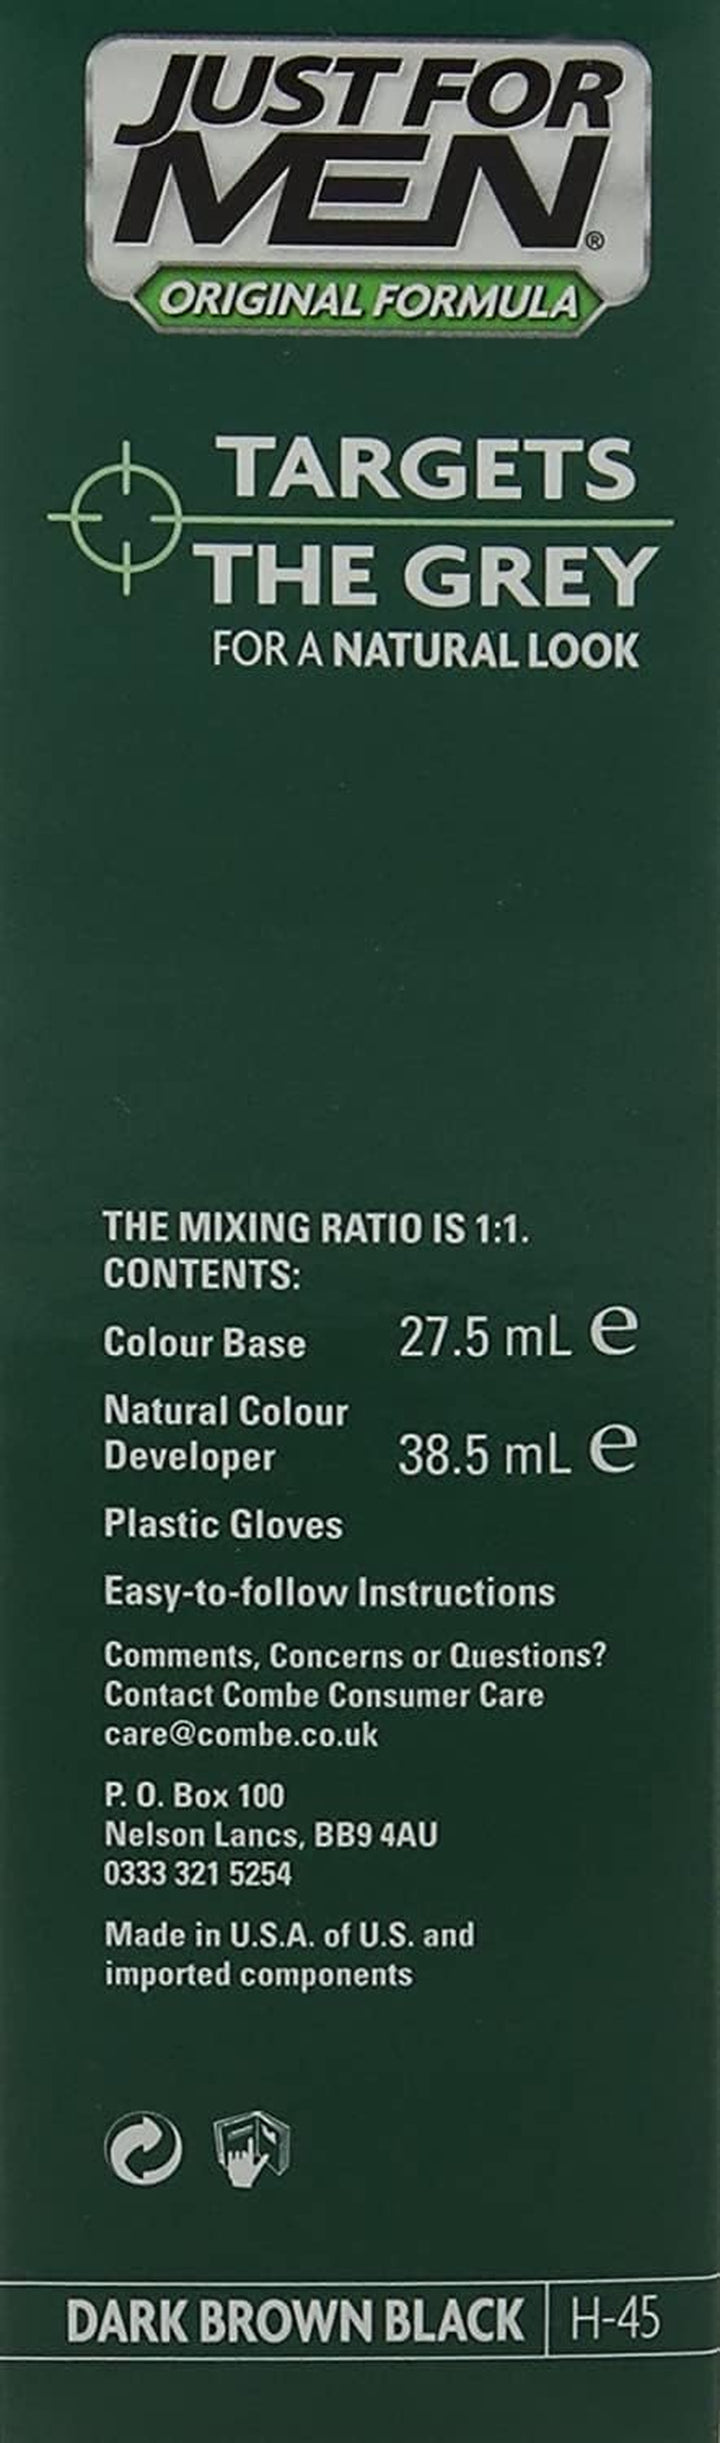 JUST FOR
MEN®
ORIGINAL FORMULA
TARGETS
THE GREY
FOR A NATURAL LOOK
THE MIXING RATIO IS 1:1.
CONTENTS:
Colour Base 27.5 mL e
Natural Colour
Developer 38.5 mL e
Plastic Gloves
Easy-to-follow Instructions
Comments, Concerns or Questions?
Contact Combe Consumer Care
care@combe.co.uk
P. O. Box 100
Nelson Lancs, BB9 4AU
0333 321 5254
Made in U.S.A. of U.S. and
imported components
DARK BROWN BLACK H-45